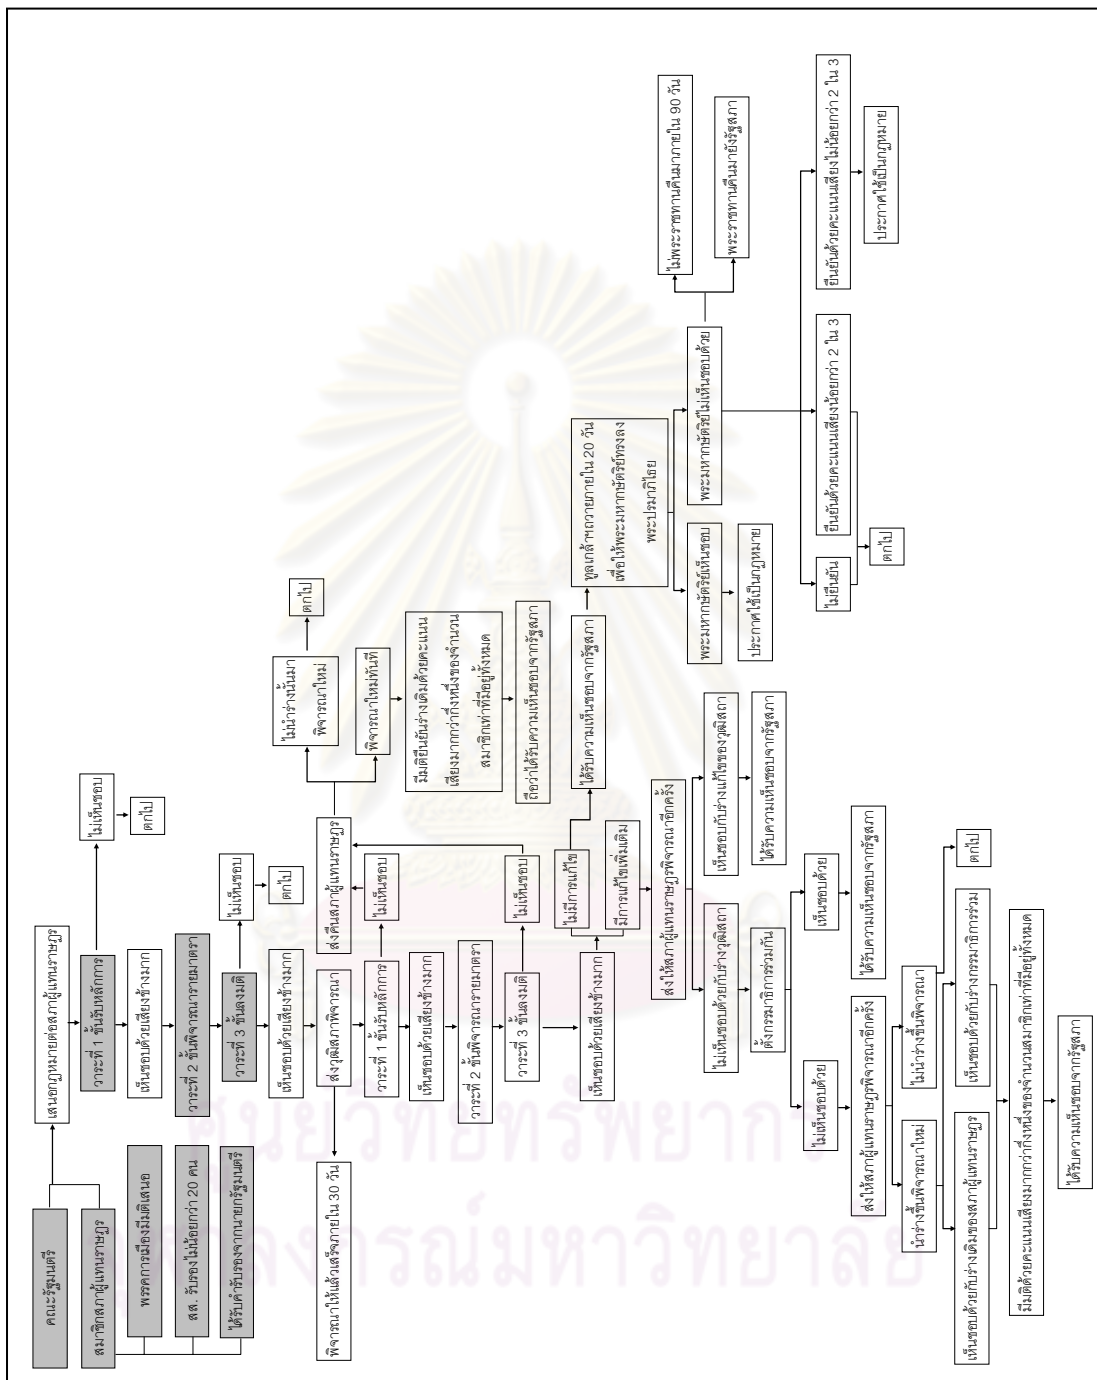 คณะรัฐมนตรี
สมาชิกสภาผู้แทนราษฎร
พรรคการเมืองมีมติเสนอ
สส. รับรองไม่น้อยกว่า 20 คน
ได้รับคำรับรองจากนายกรัฐมนตรี
เสนอกฎหมายต่อสภาผู้แทนราษฎร
วาระที่ 1 ขั้นรับหลักการ
ไม่เห็นชอบ
ตกไป
เห็นชอบด้วยเสียงข้างมาก
วาระที่ 2 ขั้นพิจารณารายมาตรา
วาระที่ 3 ขั้นลงมติ
ไม่เห็นชอบ
ตกไป
เห็นชอบด้วยเสียงข้างมาก
ส่งวุฒิสภาพิจารณา
พิจารณาให้แล้วเสร็จภายใน 30 วัน
ส่งคืนสภาผู้แทนราษฎร
ไม่นำร่างนั้นมา
พิจารณาใหม่
ตกไป
พิจารณาใหม่ทันที
มีมติยืนยันร่างเดิมด้วยคะแนน
เสียงมากกว่ากึ่งหนึ่งของจำนวน
สมาชิกเท่าที่มีอยู่ทั้งหมด
ถือว่าได้รับความเห็นชอบจากรัฐสภา
วาระที่ 1 ขั้นรับหลักการ
ไม่เห็นชอบ
เห็นชอบด้วยเสียงข้างมาก
วาระที่ 2 ขั้นพิจารณารายมาตรา
วาระที่ 3 ขั้นลงมติ
ไม่เห็นชอบ
เห็นชอบด้วยเสียงข้างมาก
ไม่มีการแก้ไข
มีการแก้ไขเพิ่มเติม
ได้รับความเห็นชอบจากรัฐสภา
ทูลเกล้าฯถวายภายใน 20 วัน
เพื่อให้พระมหากษัตริย์ทรงลง
พระปรมาภิไธย
พระมหากษัตริย์เห็นชอบ
ประกาศใช้เป็นกฎหมาย
พระมหากษัตริย์ไม่เห็นชอบด้วย
ไม่พระราชทานคืนมาภายใน 90 วัน
พระราชทานคืนมายังรัฐสภา
ไม่ยืนยัน
ยืนยันด้วยคะแนนเสียงน้อยกว่า 2 ใน 3
ตกไป
ยืนยันด้วยคะแนนเสียงไม่น้อยกว่า 2 ใน 3
ประกาศใช้เป็นกฎหมาย
ส่งให้สภาผู้แทนราษฎรพิจารณาอีกครั้ง
เห็นชอบกับร่างแก้ไขของวุฒิสภา
ได้รับความเห็นชอบจากรัฐสภา
ไม่เห็นชอบด้วยกับร่างวุฒิสภา
ตั้งกรรมาธิการร่วมกัน
เห็นชอบด้วย
ได้รับความเห็นชอบจากรัฐสภา
ไม่เห็นชอบด้วย
ส่งให้สภาผู้แทนราษฎรพิจารณาอีกครั้ง
นำร่างขึ้นพิจารณาใหม่
ไม่นำร่างขึ้นพิจารณา
ตกไป
เห็นชอบด้วยกับร่างเดิมของสภาผู้แทนราษฎร
เห็นชอบด้วยกับร่างกรรมาธิการร่วม
มีมติด้วยคะแนนเสียงมากกว่ากึ่งหนึ่งของจำนวนสมาชิกเท่าที่มีอยู่ทั้งหมด
ได้รับความเห็นชอบจากรัฐสภา
ศูนย์วิทยทรัพยากร
จุฬาลงกรณ์มหาวิทยาลัย